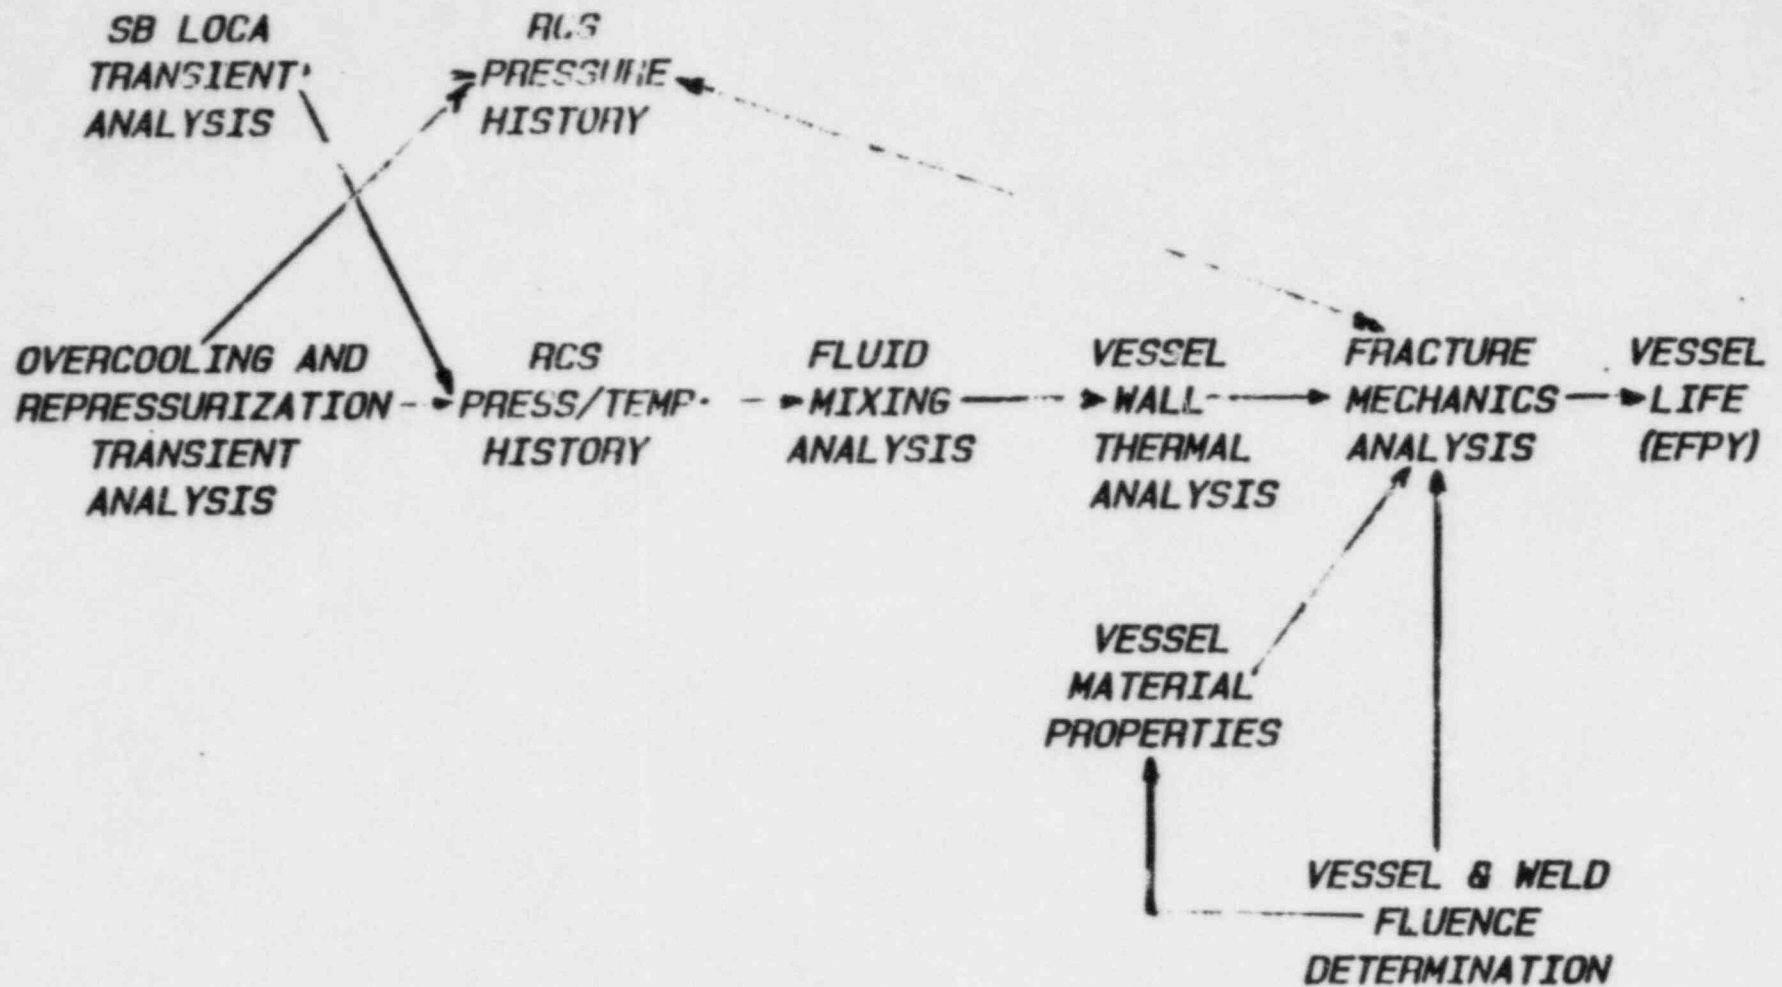 SB LOCA
TRANSIENT
ANALYSIS
RCS
PRESSURE
HISTORY
OVERCOOLING AND
REPRESSURIZATION
TRANSIENT
ANALYSIS
RCS
PRESS/TEMP.
HISTORY
FLUID
MIXING
ANALYSIS
VESSEL
WALL
THERMAL
ANALYSIS
FRACTURE
MECHANICS
ANALYSIS
VESSEL
LIFE
(EFPY)
VESSEL
MATERIAL
PROPERTIES
VESSEL & WELD
FLUENCE
DETERMINATION